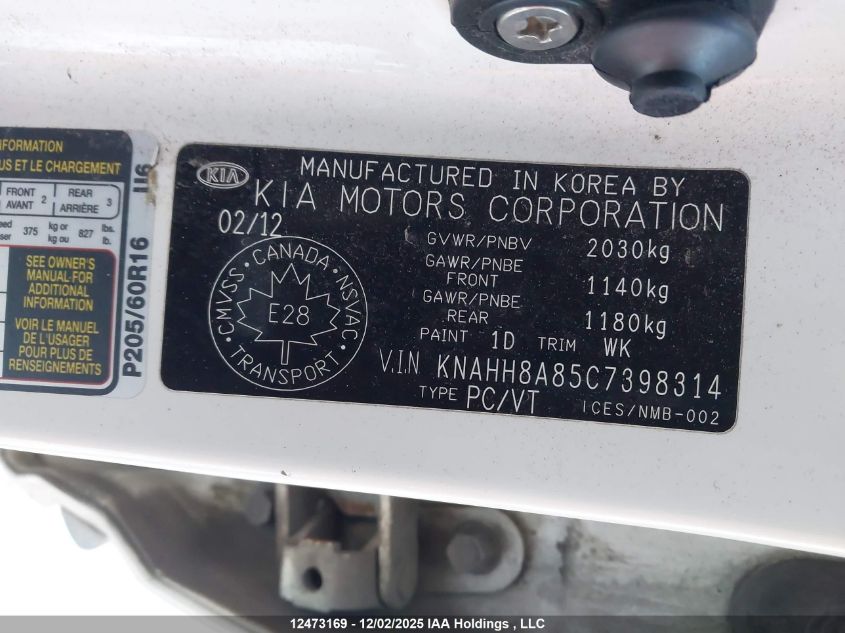 NFORMATION
US ET LE CHARGEMENT
FRONT AVANT 2 REAR ARRIÈRE 3
375 kg or kg ou 827 lbs. lb.
SEE OWNER'S
MANUAL FOR
ADDITIONAL
INFORMATION
VOIR LE MANUEL
DE L'USAGER
POUR PLUS DE
RENSEIGNEMENTS
P205/60R16
KIA
MANUFACTURED IN KOREA BY
KIA MOTORS CORPORATION
02/12
GVWR/PNBV 2030kg
GAWR/PNBE FRONT 1140kg
GAWR/PNBE REAR 1180kg
PAINT 1D TRIM WK
V.I.N KNAHH8A85C7398314
TYPE PC/VT ICES/NMB-002
CMVSS · CANADA · NSVAC
E28
TRANSPORT
12473169 - 12/02/2025 IAA Holdings , LLC